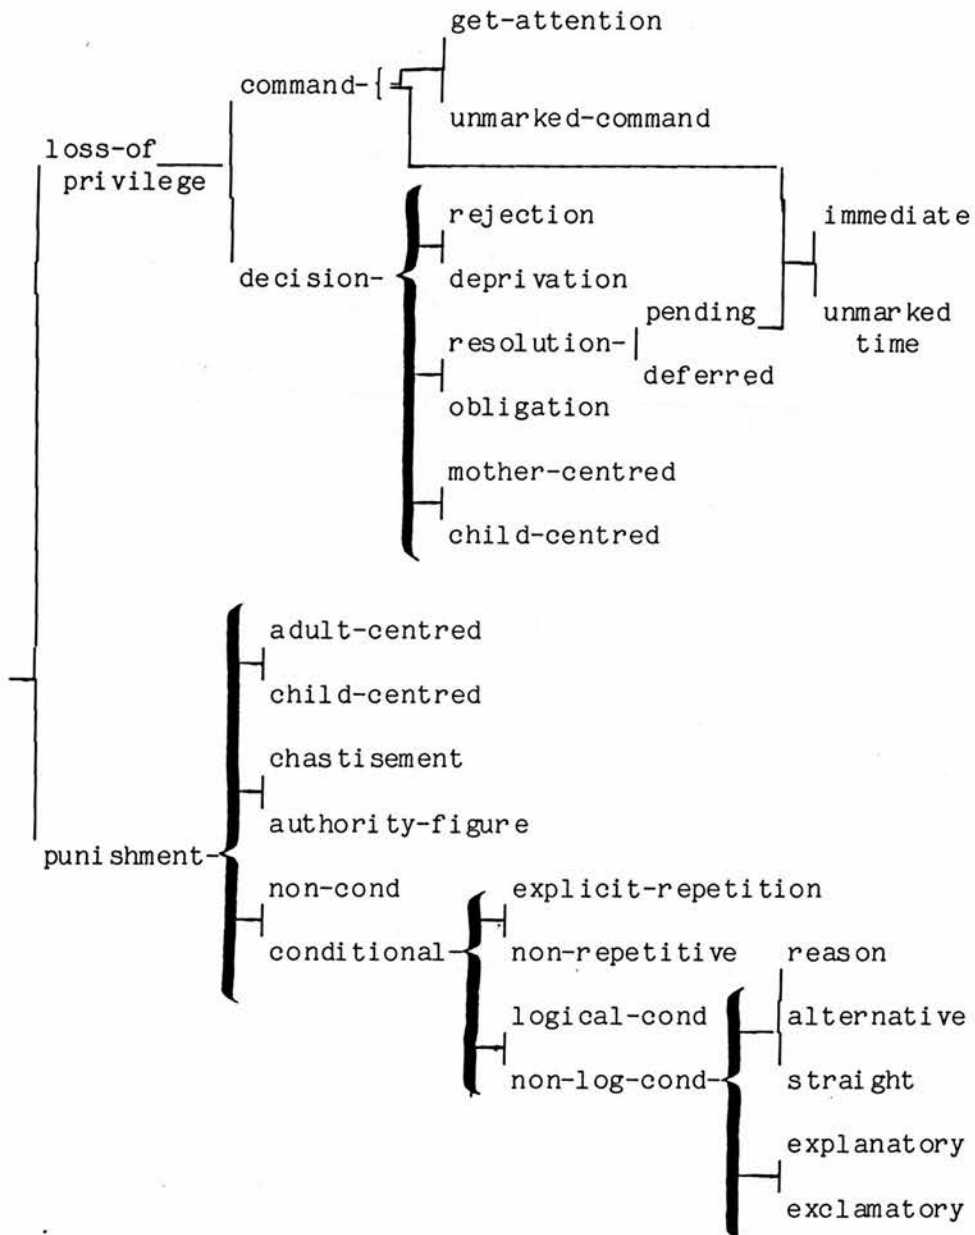 get-attention
command-{
unmarked-command
loss-of
privilege
rejection
immediate
decision-
deprivation
pending
unmarked
time
resolution-
deferred
obligation
mother-centred
child-centred
adult-centred
child-centred
chastisement
authority-figure
punishment-
non-cond
explicit-repetition
conditional-
non-repetitive
reason
logical-cond
alternative
non-log-cond-
straight
explanatory
exclamatory